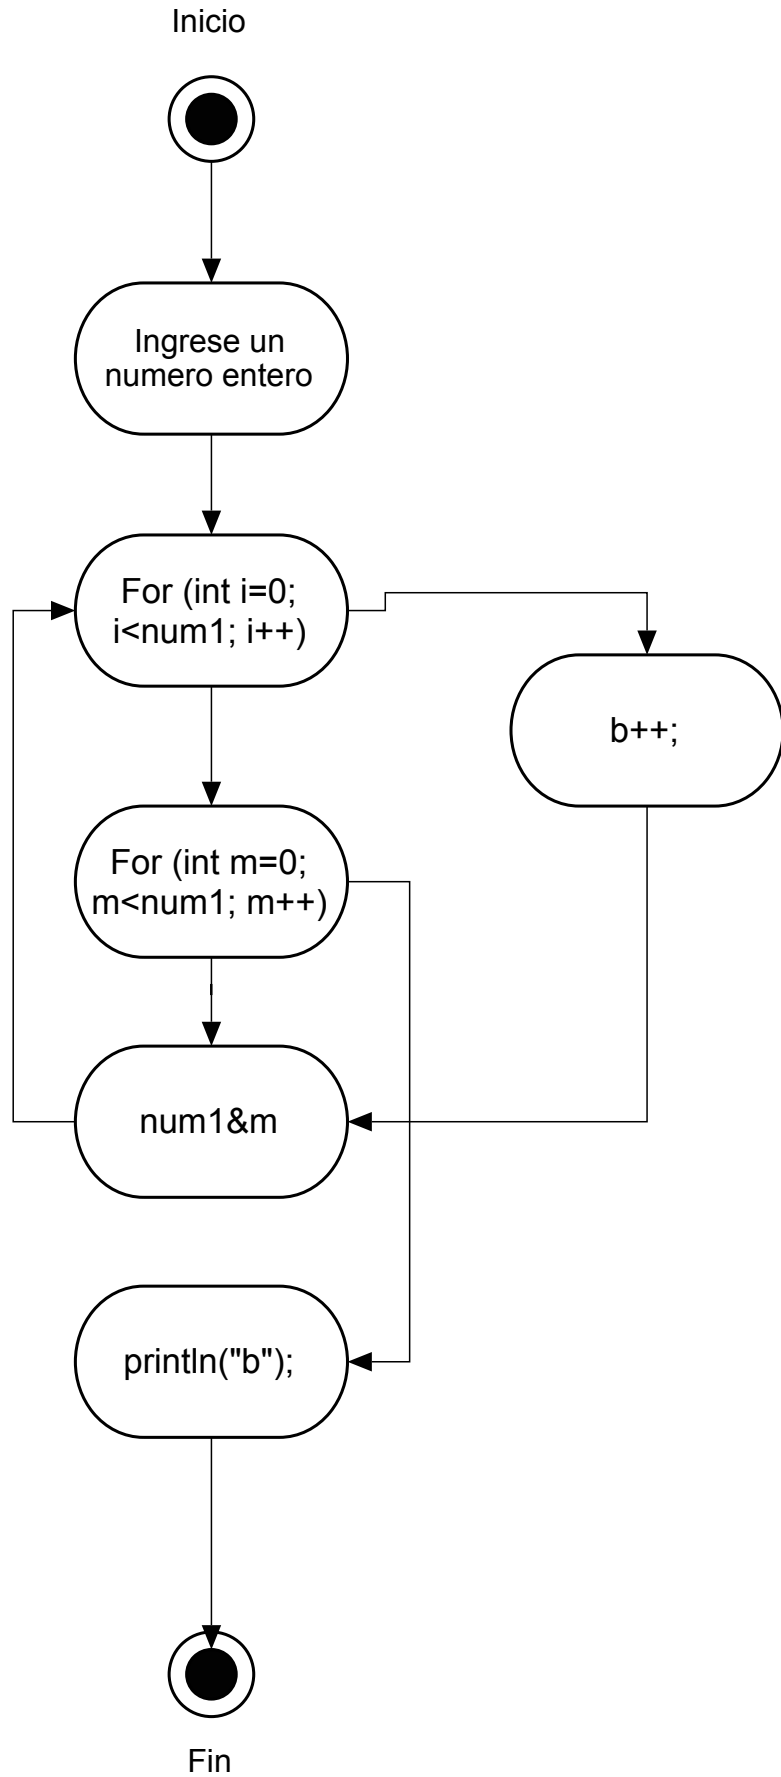 Inicio
Ingrese un
numero entero
For (int i=0;
i<num1; i++)
b++;
For (int m=0;
m<num1; m++)
num1&m
println("b");
Fin